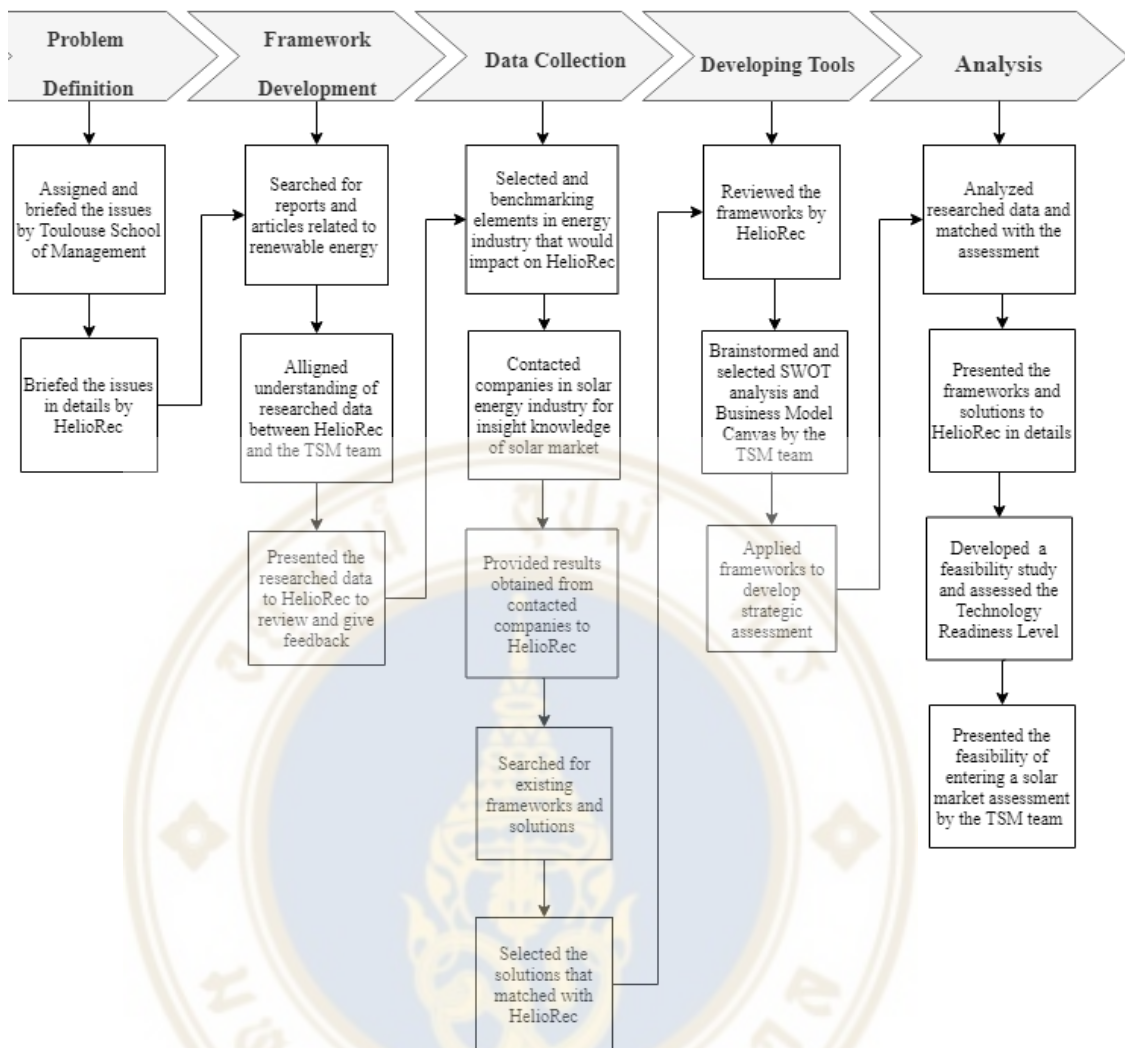 Problem
Definition
Framework
Development
Data Collection
Developing Tools
Analysis
Assigned and
briefed the issues
by Toulouse School
of Management
Briefed the issues
in details by
HelioRec
Searched for
reports and
articles related to
renewable energy
Alligned
understanding of
researched data
between HelioRec
and the TSM team
Presented the
researched data
to HelioRec to
review and give
feedback
Selected and
benchmarking
elements in energy
industry that would
impact on HelioRec
Contacted
companies in solar
energy industry for
insight knowledge
of solar market
Provided results
obtained from
contacted
companies to
HelioRec
Searched for
existing
frameworks and
solutions
Selected the
solutions that
matched with
HelioRec
Reviewed the
frameworks by
HelioRec
Brainstormed and
selected SWOT
analysis and
Business Model
Canvas by the
TSM team
Applied
frameworks to
develop
strategic
assessment
Analyzed
researched data and
matched with the
assessment
Presented the
frameworks and
solutions to
HelioRec in details
Developed a
feasibility study
and assessed the
Technology
Readiness Level
Presented the
feasibility of
entering a solar
market assessment
by the TSM team